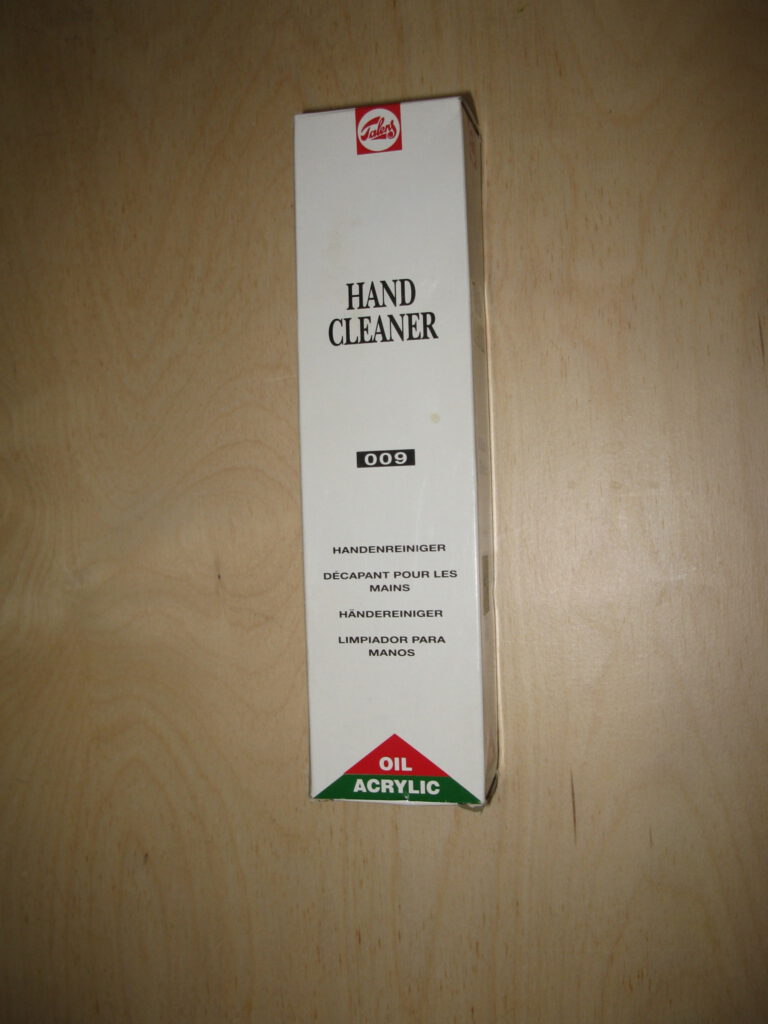 Talens
HAND
CLEANER
009
HANDENREINIGER
DÉCAPANT POUR LES
MAINS
HÄNDEREINIGER
LIMPIADOR PARA
MANOS
OIL
ACRYLIC